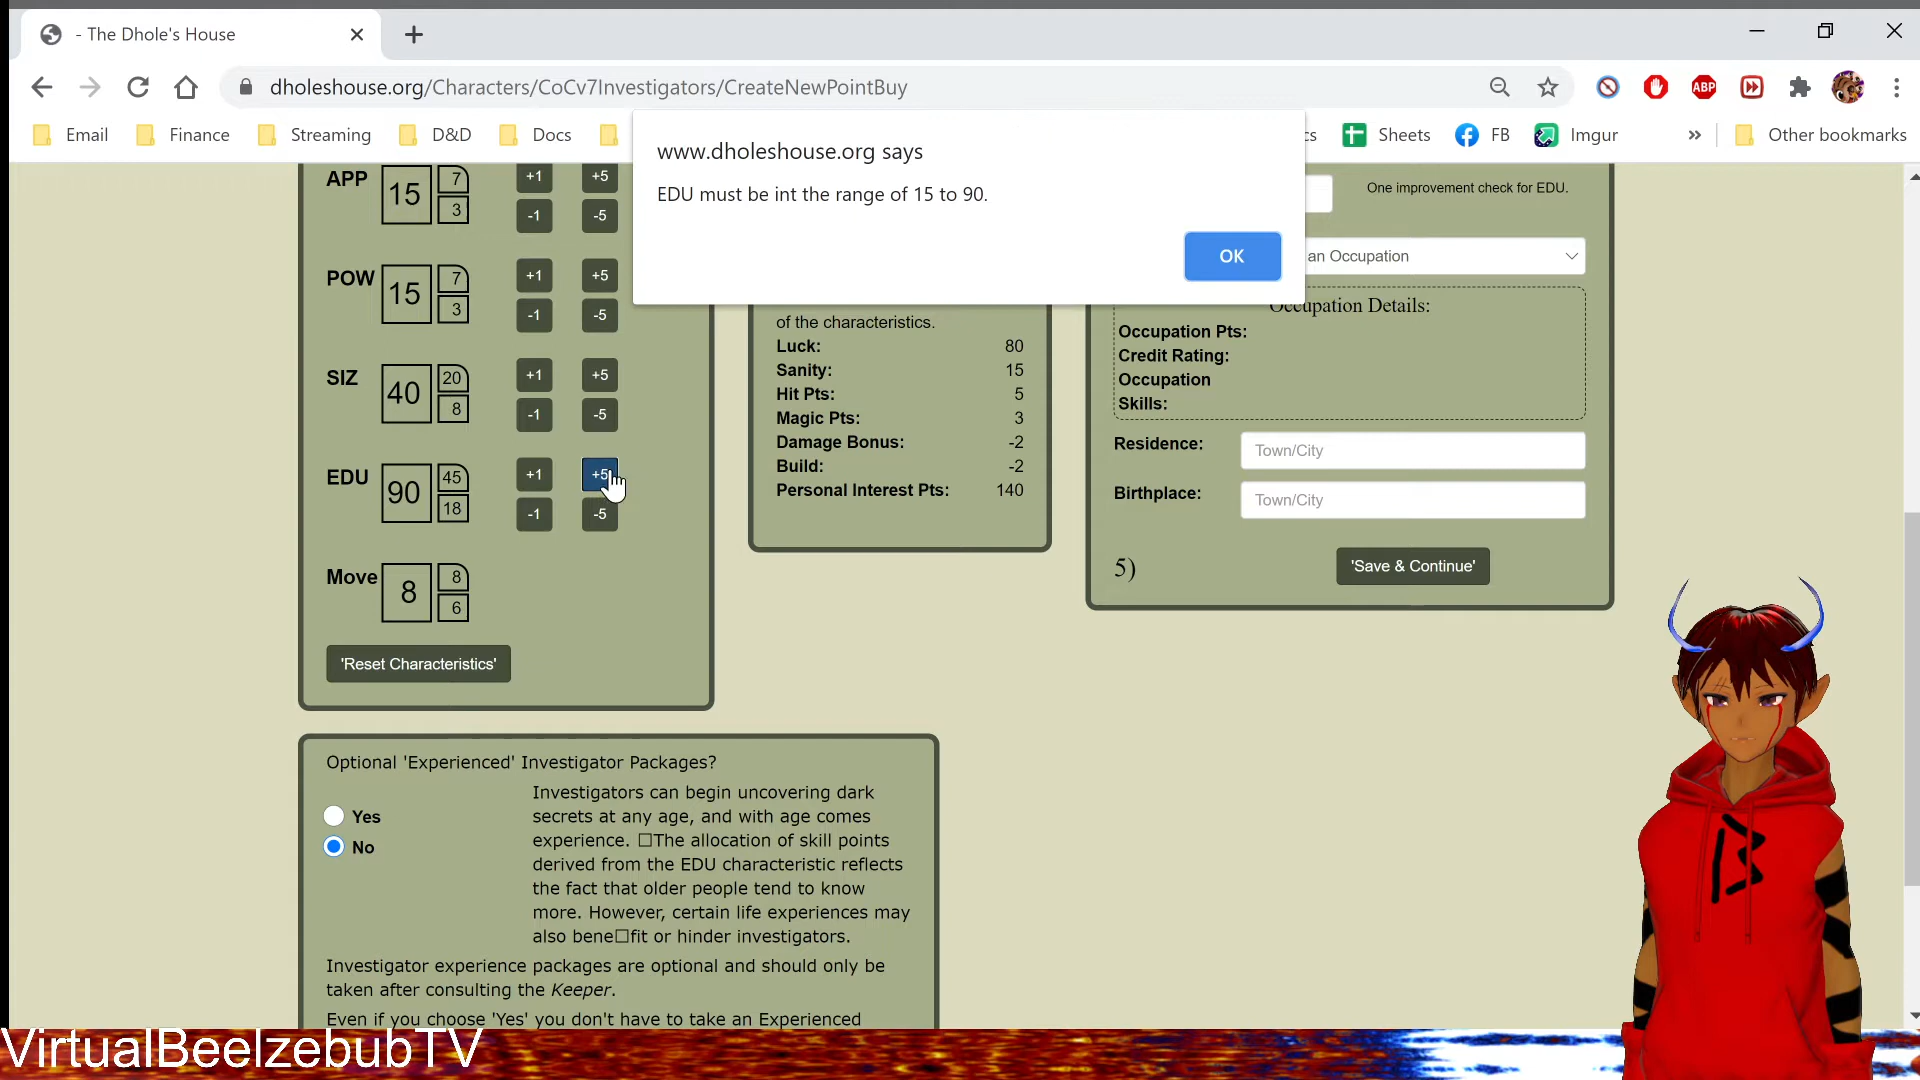 - The Dhole's House
dholeshouse.org/Characters/CoCv7Investigators/CreateNewPointBuy
ABP
Email
Finance
Streaming
D&D
Docs
cs
Sheets
FB
Imgur
»
Other bookmarks
www.dholeshouse.org says
EDU must be int the range of 15 to 90.
OK
APP
15
7
3
+1
+5
-1
-5
POW
15
7
3
+1
+5
-1
-5
SIZ
40
20
8
+1
+5
-1
-5
EDU
90
45
18
+1
+5
-1
-5
Move
8
8
6
'Reset Characteristics'
of the characteristics.
Luck: 80
Sanity: 15
Hit Pts: 5
Magic Pts: 3
Damage Bonus: -2
Build: -2
Personal Interest Pts: 140
One improvement check for EDU.
an Occupation
Occupation Details:
Occupation Pts:
Credit Rating:
Occupation
Skills:
Residence: Town/City
Birthplace: Town/City
5) 'Save & Continue'
Optional 'Experienced' Investigator Packages?
Yes
No
Investigators can begin uncovering dark
secrets at any age, and with age comes
experience. □The allocation of skill points
derived from the EDU characteristic reflects
the fact that older people tend to know
more. However, certain life experiences may
also bene□fit or hinder investigators.
Investigator experience packages are optional and should only be
taken after consulting the Keeper.
Even if you choose 'Yes' you don't have to take an Experienced
VirtualBeelzebubTV
B